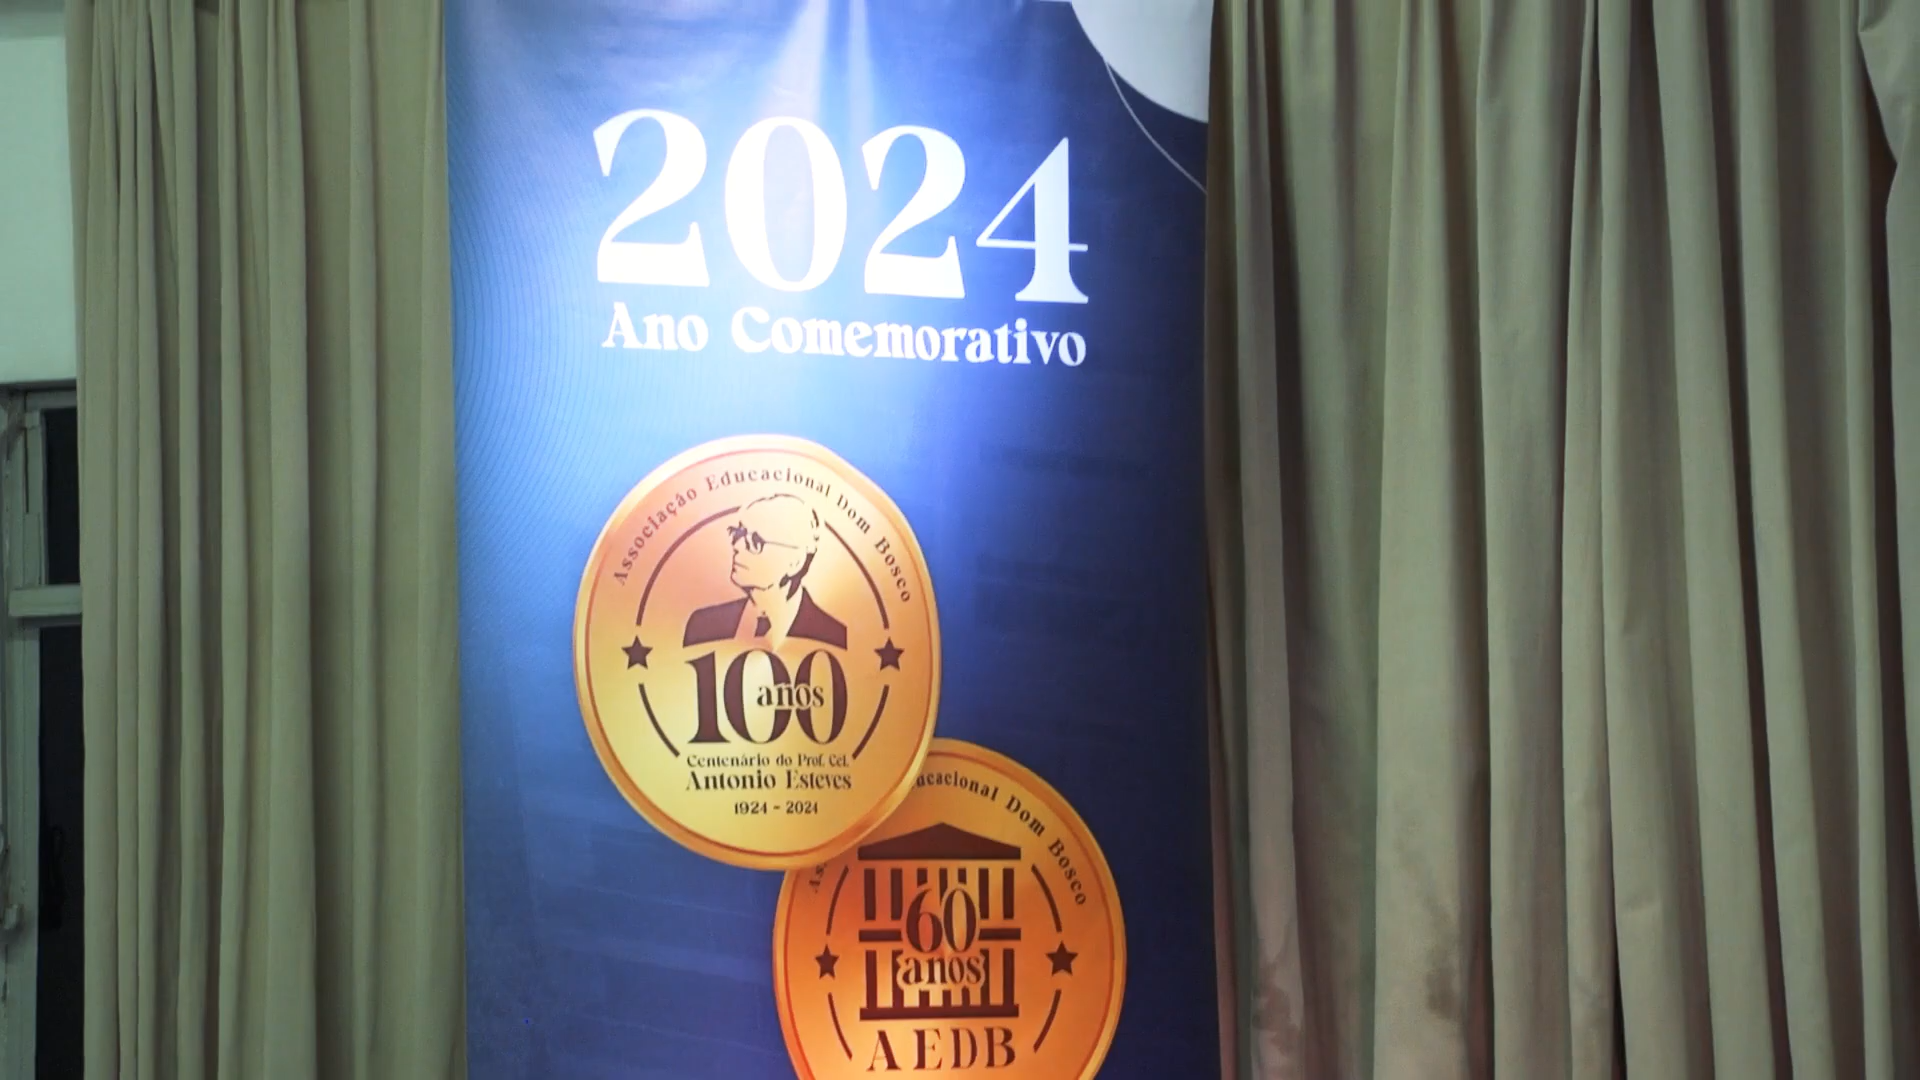 2024
Ano Comemorativo
Associação Educacional Dom Bosco
100
anos
Centenário do Prof. Cel.
Antonio Esteves
1924 - 2024
Dom Bosco
60
anos
AEDB